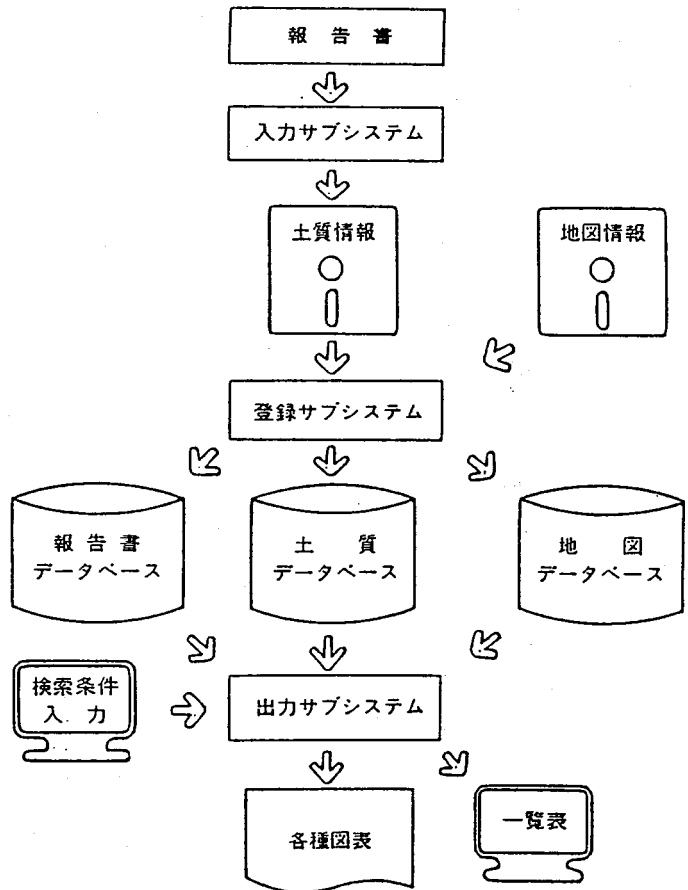 報告書
入力サブシステム
土質情報
地図情報
登録サブシステム
報告書
データベース
土質
データベース
地図
データベース
検索条件
入力
出力サブシステム
各種図表
一覧表